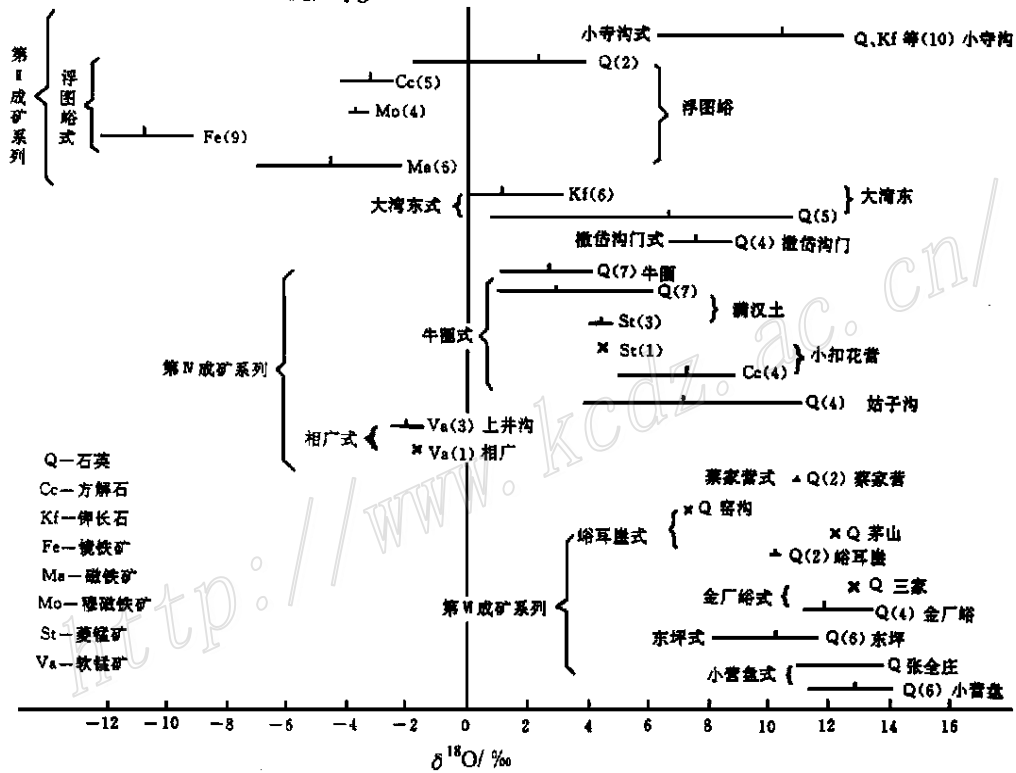 小寺沟式
Q、Kf 等(10) 小寺沟
第Ⅱ成矿系列
浮图峪式
Q(2)
Cc(5)
Mo(4)
浮图峪
Fe(9)
Ma(6)
大湾东式
Kf(6)
大湾东
Q(5)
撒岱沟门式
Q(4) 撒岱沟门
Q(7) 牛圈
Q(7)
满汉土
牛圈式
St(3)
St(1)
小扣花营
第Ⅳ成矿系列
Cc(4)
Q(4) 姑子沟
相广式
Va(3) 上井沟
Va(1) 相广
Q—石英
Cc—方解石
Kf—钾长石
Fe—镜铁矿
Ma—磁铁矿
Mo—穆磁铁矿
St—菱锰矿
Va—软锰矿
蔡家营式
Q(2) 蔡家营
Q 窑沟
峪耳崖式
Q 茅山
Q(2) 峪耳崖
Q 三家
金厂峪式
第Ⅵ成矿系列
Q(4) 金厂峪
东坪式
Q(6) 东坪
小营盘式
Q 张全庄
Q(6) 小营盘
-12 -10 -8 -6 -4 -2 0 2 4 6 8 10 12 14 16
δ¹⁸O/‰
http://www.kcdz.ac.cn/